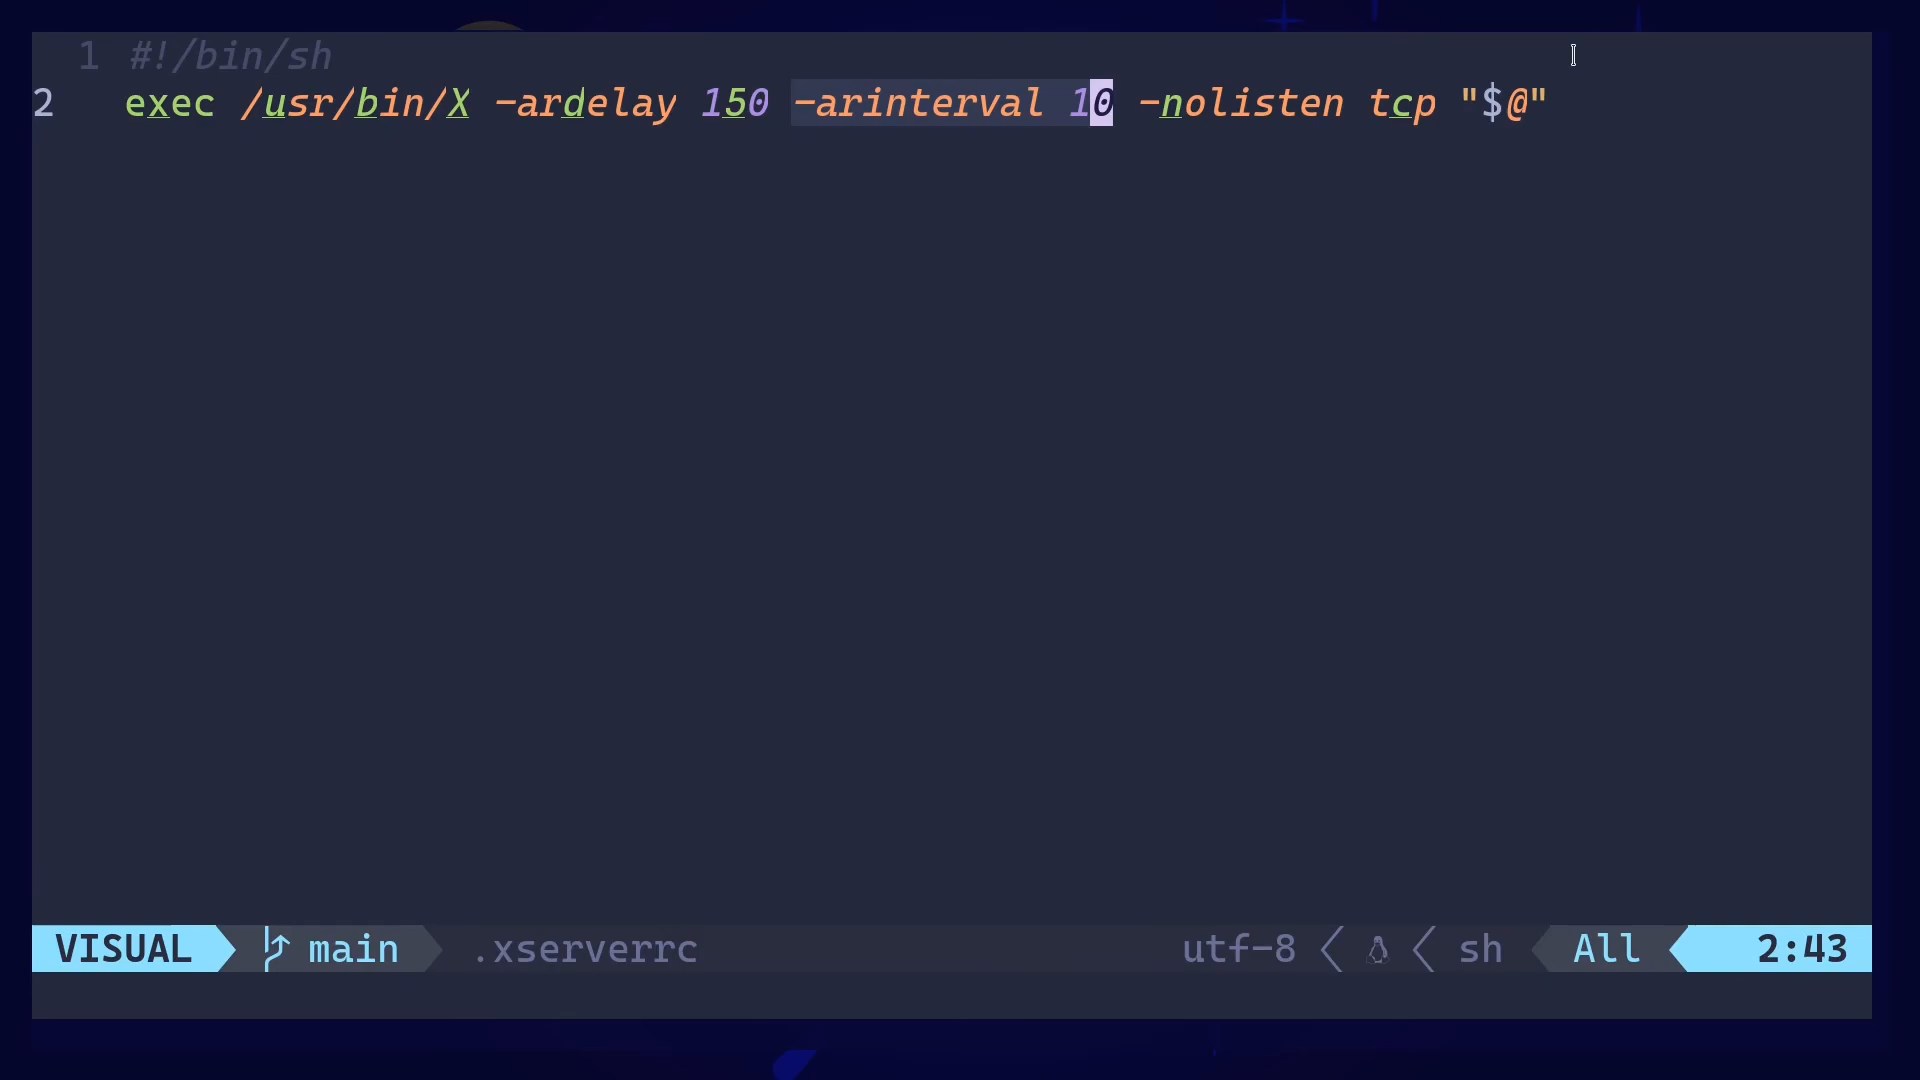 1 #!/bin/sh
2 exec /usr/bin/X -ardelay 150 -arinterval 10 -nolisten tcp "$@"
VISUAL main .xserverrc utf-8 sh All 2:43